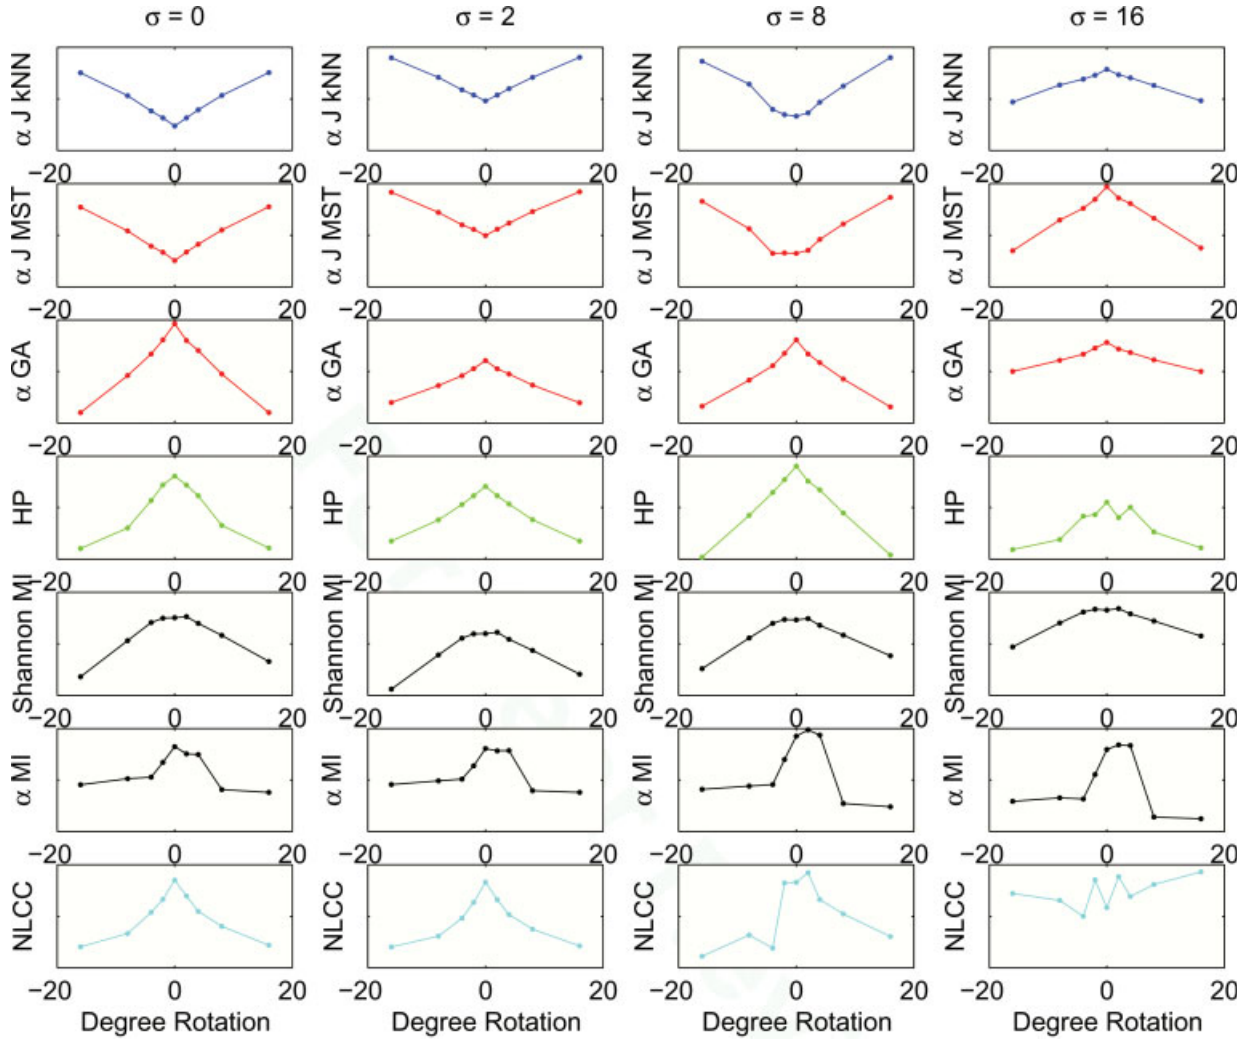 σ = 0 σ = 2 σ = 8 σ = 16
α J kNN α J kNN α J kNN α J kNN
−20 0 20 −20 0 20 −20 0 20 −20 0 20
α J MST α J MST α J MST α J MST
−20 0 20 −20 0 20 −20 0 20 −20 0 20
α GA α GA α GA α GA
−20 0 20 −20 0 20 −20 0 20 −20 0 20
HP HP HP HP
−20 0 20 −20 0 20 −20 0 20 −20 0 20
Shannon MI Shannon MI Shannon MI Shannon MI
−20 0 20 −20 0 20 −20 0 20 −20 0 20
α MI α MI α MI α MI
−20 0 20 −20 0 20 −20 0 20 −20 0 20
NLCC NLCC NLCC NLCC
−20 0 20 −20 0 20 −20 0 20 −20 0 20
Degree Rotation Degree Rotation Degree Rotation Degree Rotation